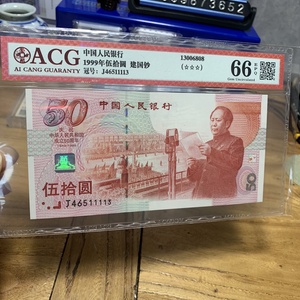 ACG
AI CANG GUARANTY
中国人民银行
1999年伍拾圆 建国钞
冠号: J46511113
13006808
(☆☆☆)
66 EPQ
50
中国人民银行
庆祝
中华人民共和国
成立50周年
伍拾圆
J46511113
50